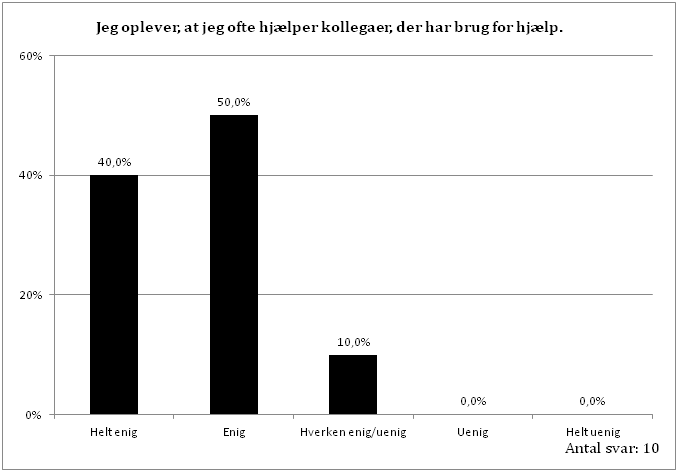 Jeg oplever, at jeg ofte hjælper kollegaer, der har brug for hjælp.
60%
50,0%
40,0%
40%
20%
10,0%
0,0%
0,0%
0%
Helt enig
Enig
Hverken enig/uenig
Uenig
Helt uenig
Antal svar: 10